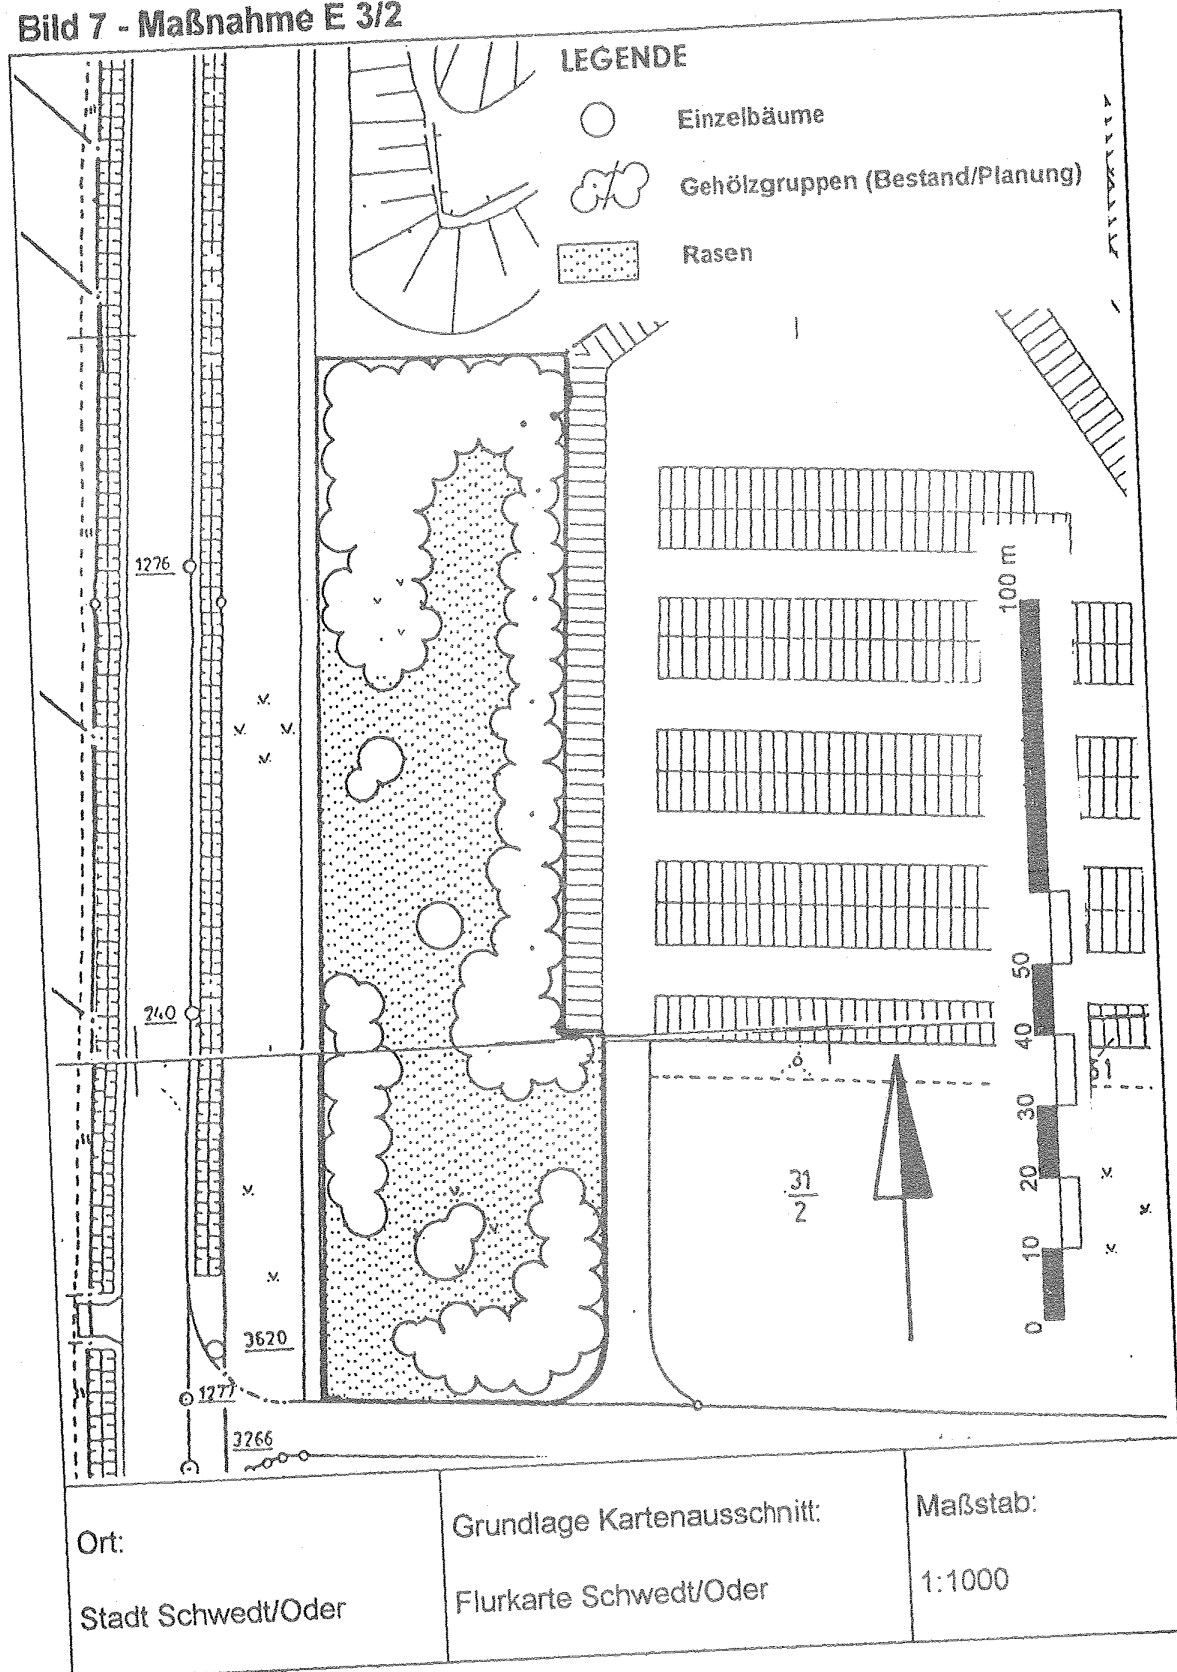 Bild 7 - Maßnahme E 3/2
LEGENDE
Einzelbäume
Gehölzgruppen (Bestand/Planung)
Rasen
1276
240
3620
1277
3266
31
2
51
100 m
50
40
30
20
10
0
Ort:
Stadt Schwedt/Oder
Grundlage Kartenausschnitt:
Flurkarte Schwedt/Oder
Maßstab:
1:1000